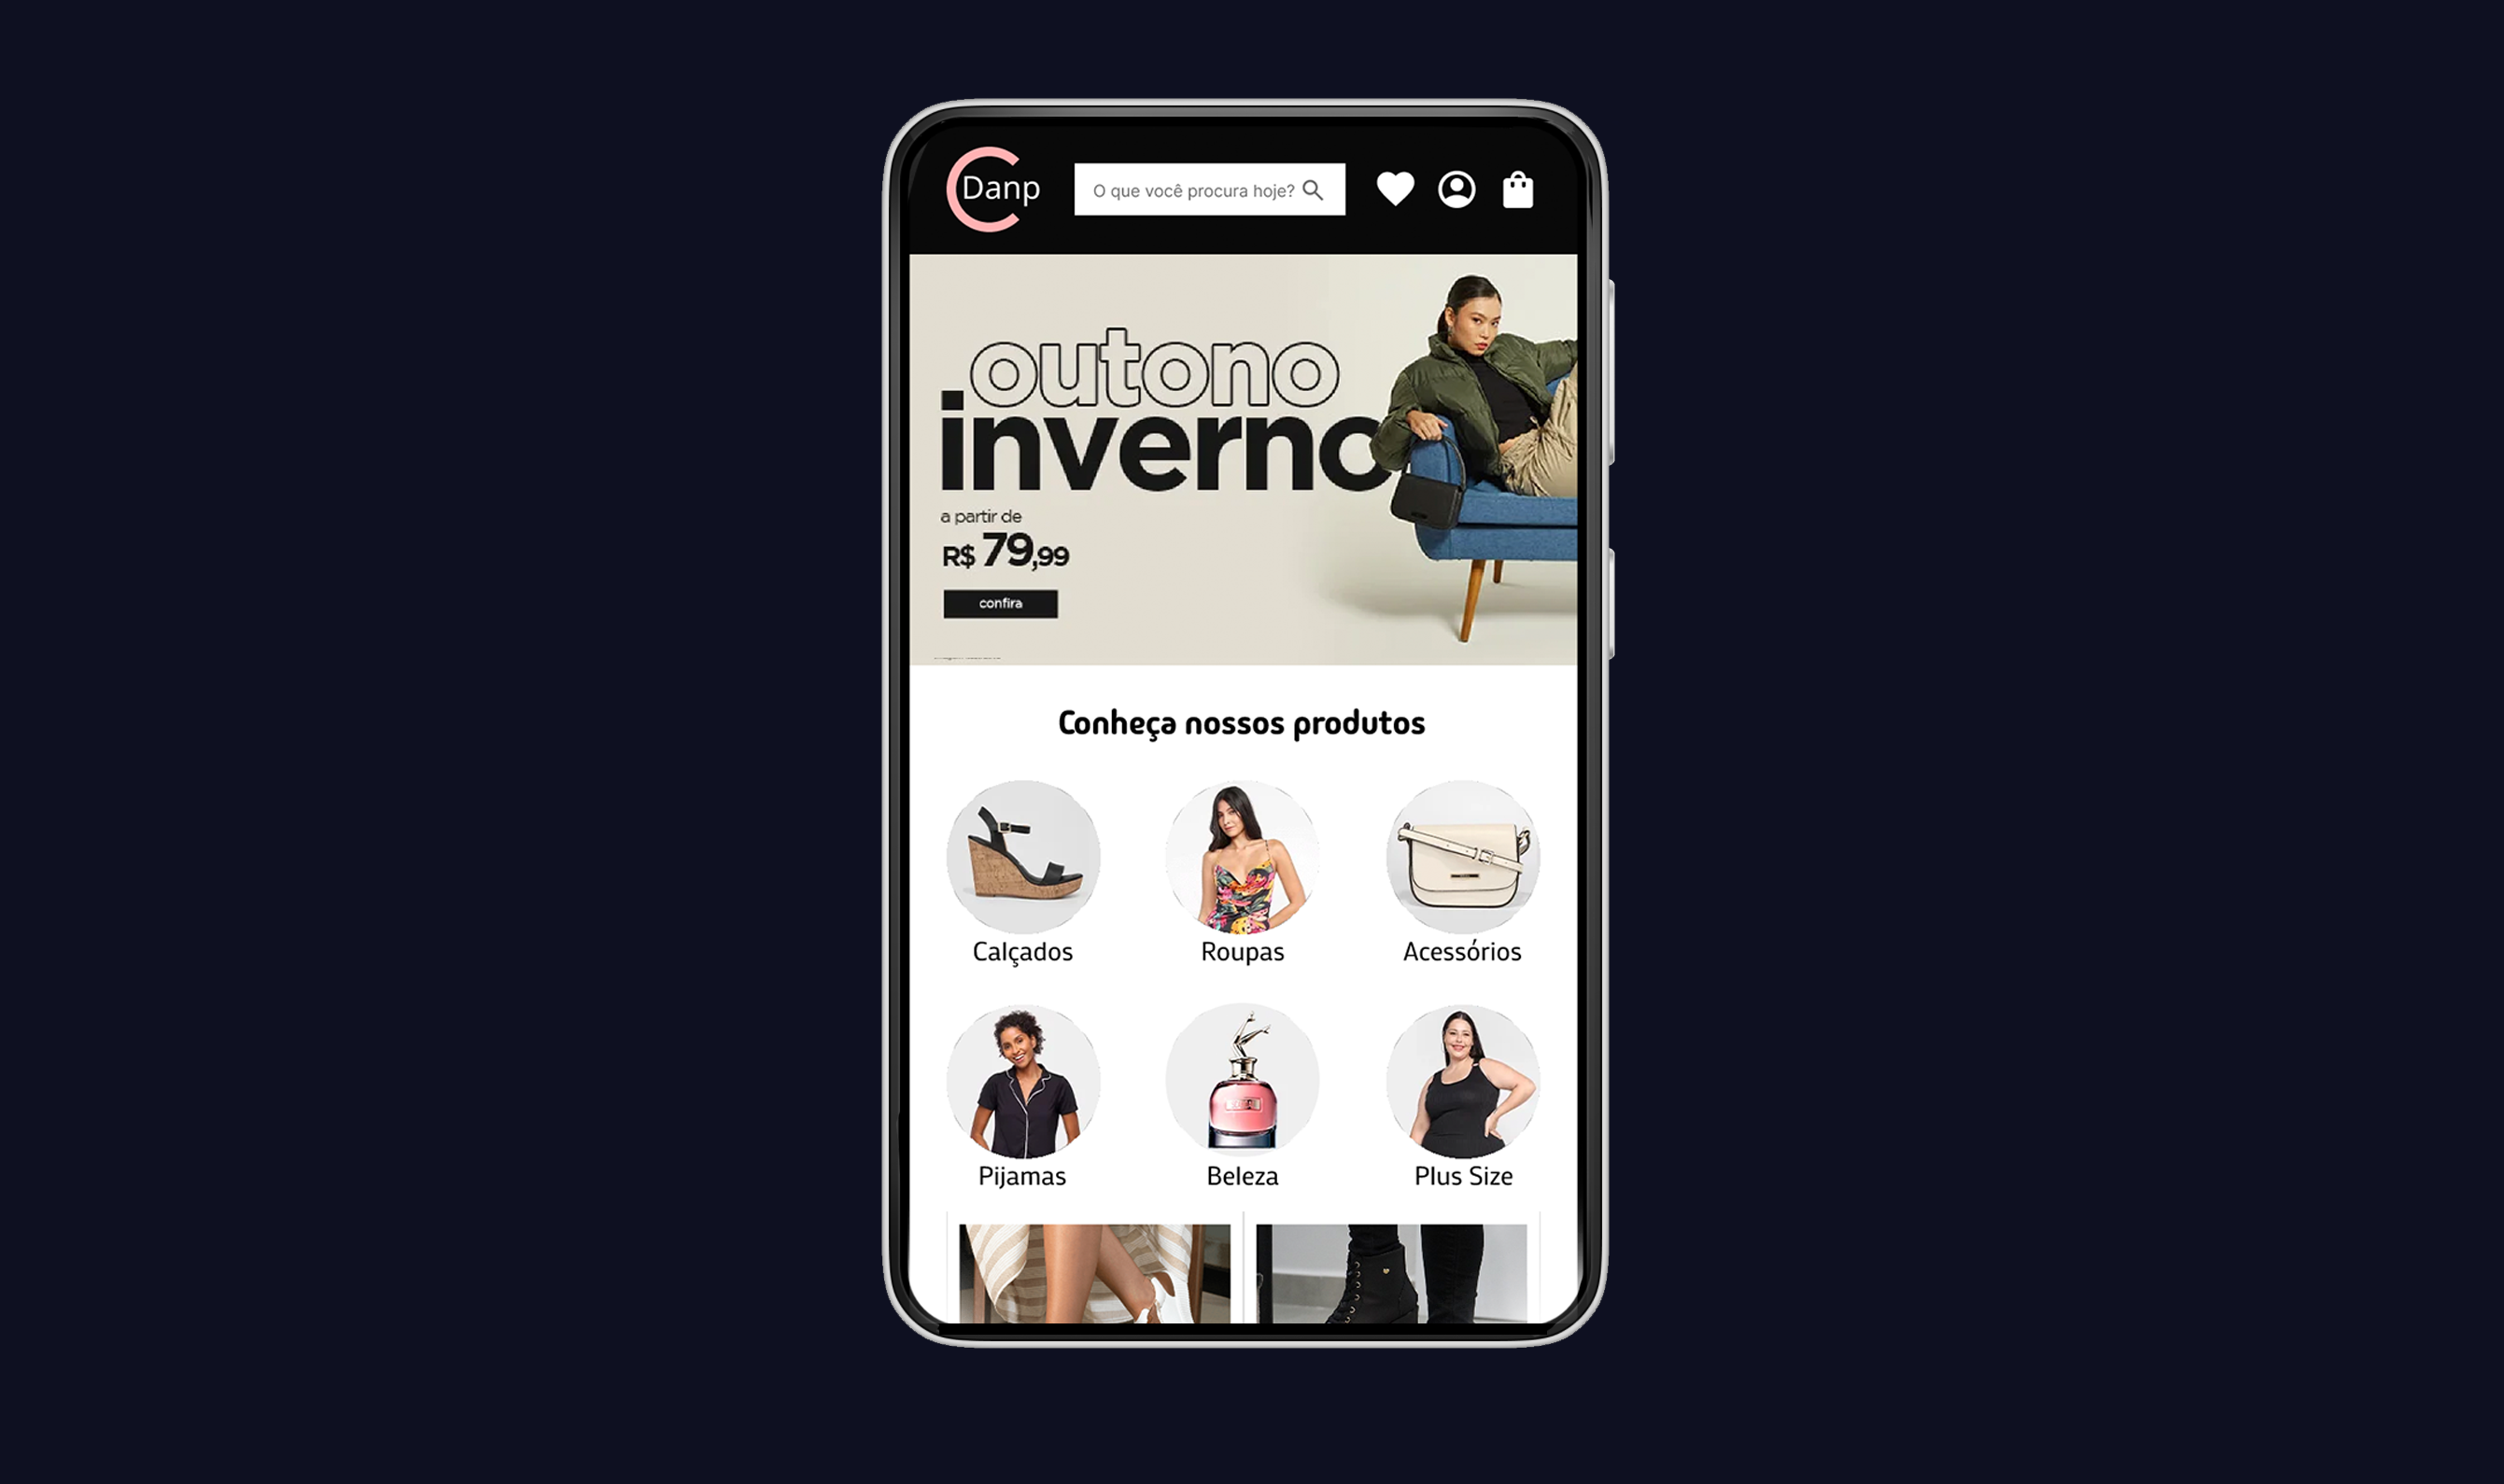 Danp
O que você procura hoje?
outono
inverno
a partir de
R$ 79,99
confira
Conheça nossos produtos
Calçados
Roupas
Acessórios
Pijamas
Beleza
Plus Size